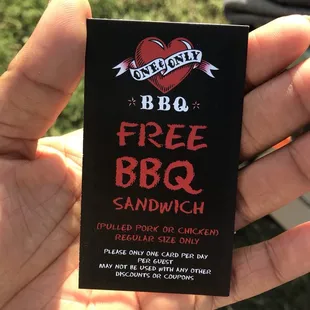 ONE & ONLY
BBQ
FREE
BBQ
SANDWICH
(PULLED PORK OR CHICKEN)
REGULAR SIZE ONLY
PLEASE ONLY ONE CARD PER DAY
PER GUEST
MAY NOT BE USED WITH ANY OTHER
DISCOUNTS OR COUPONS